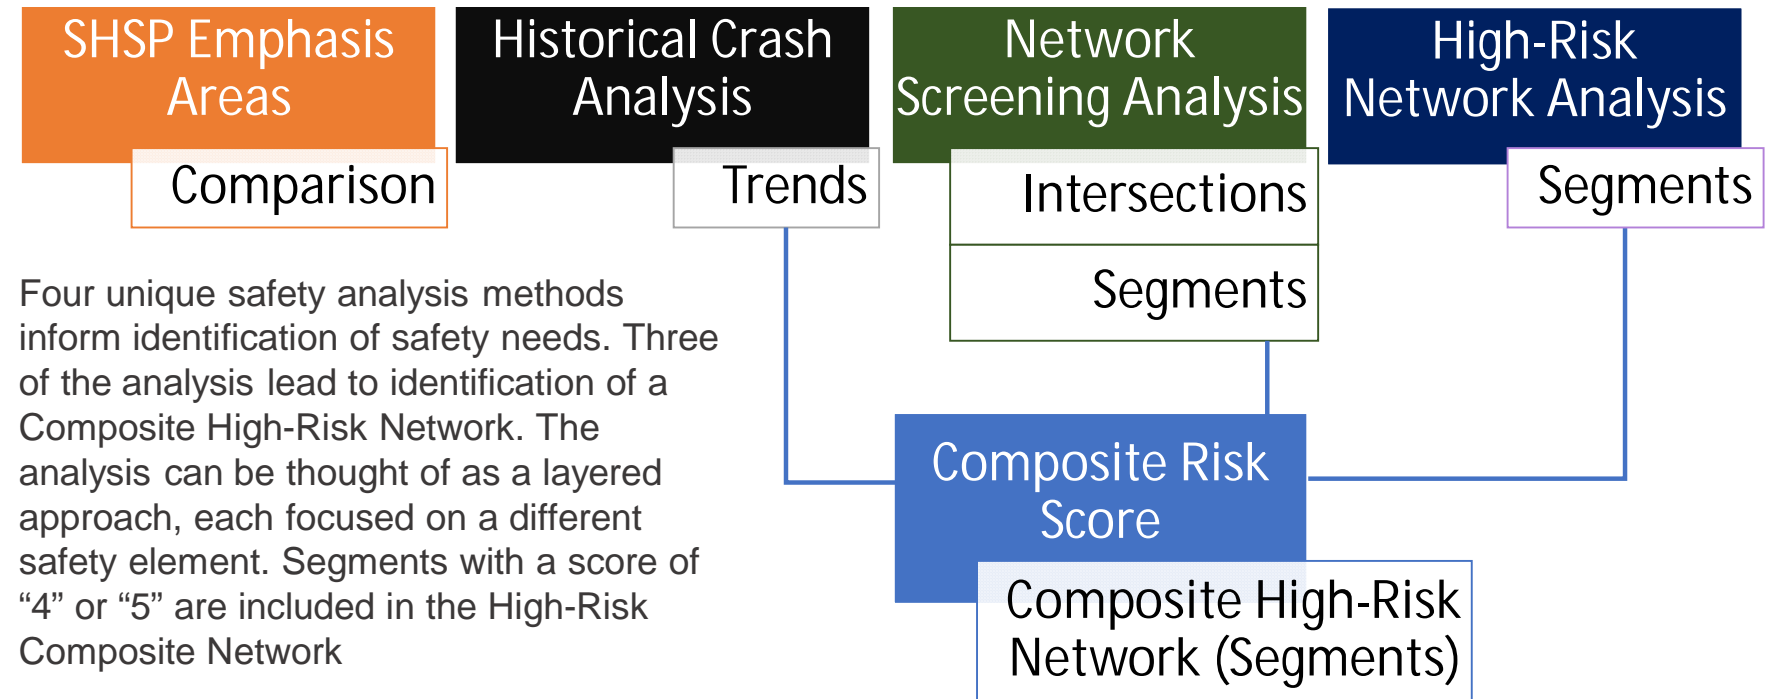 SHSP Emphasis
Areas
Comparison
Historical Crash
Analysis
Trends
Network
Screening Analysis
Intersections
Segments
High-Risk
Network Analysis
Segments
Four unique safety analysis methods
inform identification of safety needs. Three
of the analysis lead to identification of a
Composite High-Risk Network. The
analysis can be thought of as a layered
approach, each focused on a different
safety element. Segments with a score of
“4” or “5” are included in the High-Risk
Composite Network
Composite Risk
Score
Composite High-Risk
Network (Segments)